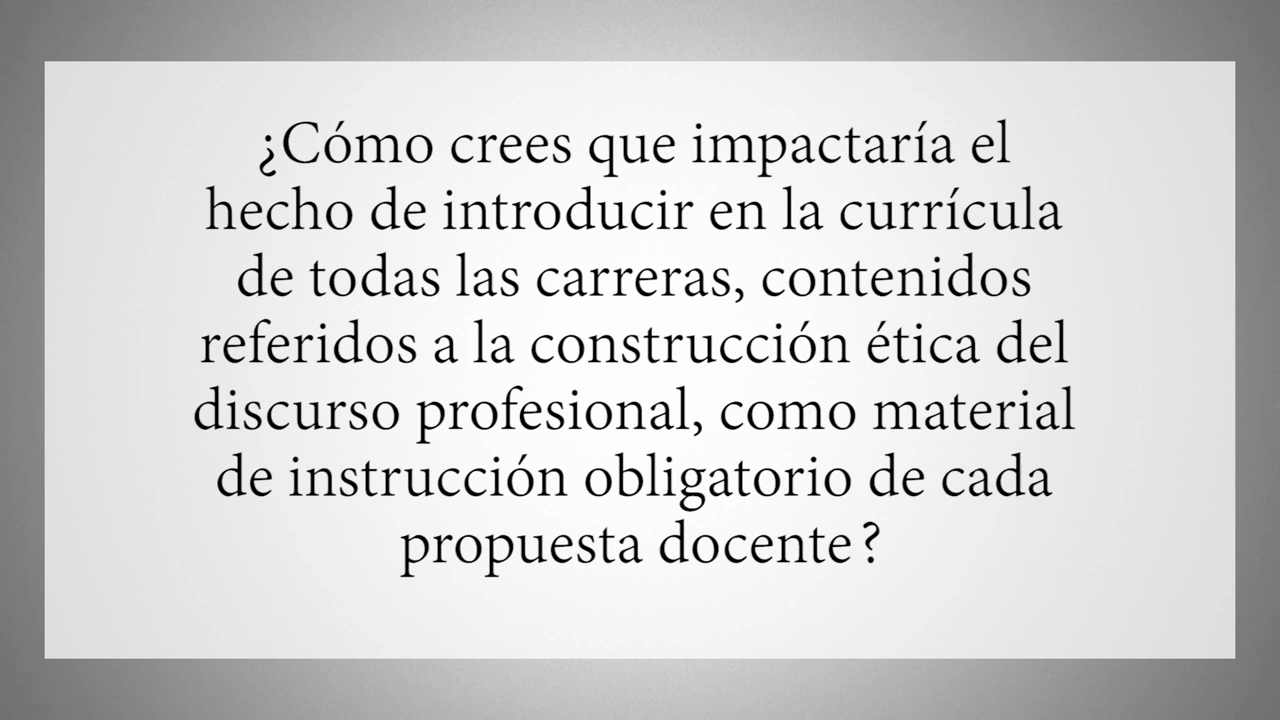 ¿Cómo crees que impactaría el
hecho de introducir en la currícula
de todas las carreras, contenidos
referidos a la construcción ética del
discurso profesional, como material
de instrucción obligatorio de cada
propuesta docente?